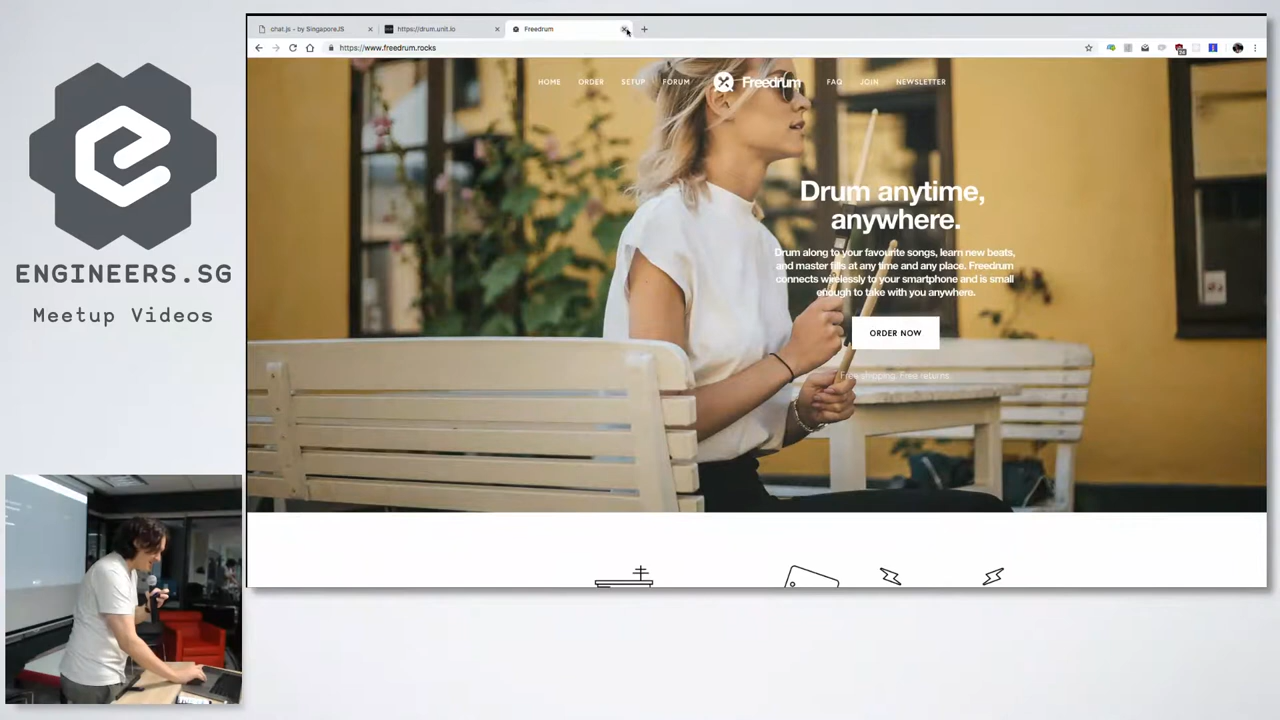 ENGINEERS.SG
Meetup Videos
chat.js - by SingaporeJS
https://drum.unit.io
Freedrum
https://www.freedrum.rocks
HOME ORDER SETUP FORUM Freedrum FAQ JOIN NEWSLETTER
Drum anytime,
anywhere.
Drum along to your favourite songs, learn new beats,
and master fills at any time and any place. Freedrum
connects wirelessly to your smartphone and is small
enough to take with you anywhere.
ORDER NOW
Free shipping. Free returns.